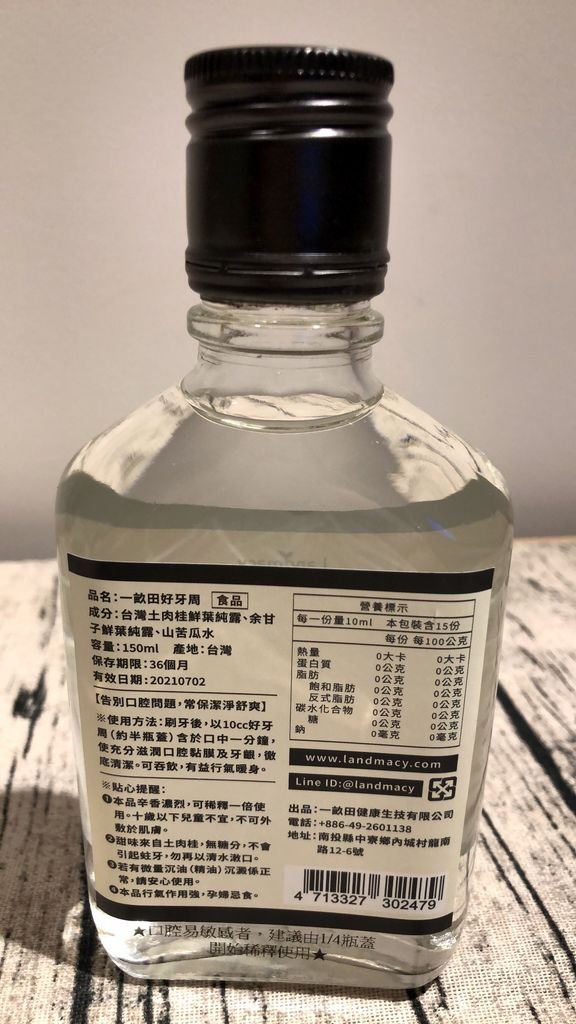 品名:一畝田好牙周 食品
成分:台灣土肉桂鮮葉純露、余甘
子鮮葉純露、山苦瓜水
容量:150ml 產地:台灣
保存期限:36個月
有效日期:20210702
【告別口腔問題,常保潔淨舒爽】
※使用方法:刷牙後,以10cc好牙
周(約半瓶蓋)含於口中一分鐘,
使充分滋潤口腔黏膜及牙齦,徹
底清潔。可吞飲,有益行氣暖身。
※貼心提醒:
❶本品辛香濃烈,可稀釋一倍使
用。十歲以下兒童不宜,不可外
敷於肌膚。
❷甜味來自土肉桂,無糖分,不會
引起蛀牙,勿再以清水漱口。
❸若有微量沉油(精油)沉澱係正
常,請安心使用。
❹本品行氣作用強,孕婦忌食。
營養標示
每一份量10ml 本包裝含15份
每份 每100公克
熱量 0大卡 0大卡
蛋白質 0公克 0公克
脂肪 0公克 0公克
飽和脂肪 0公克 0公克
反式脂肪 0公克 0公克
碳水化合物 0公克 0公克
糖 0公克 0公克
鈉 0毫克 0毫克
www.landmacy.com
Line ID:@landmacy
出品:一畝田健康生技有限公司
電話:+886-49-2601138
地址:南投縣中寮鄉內城村龍南
路12-6號
4 713327 302479
★口腔易敏感者,建議由1/4瓶蓋
開始稀釋使用★